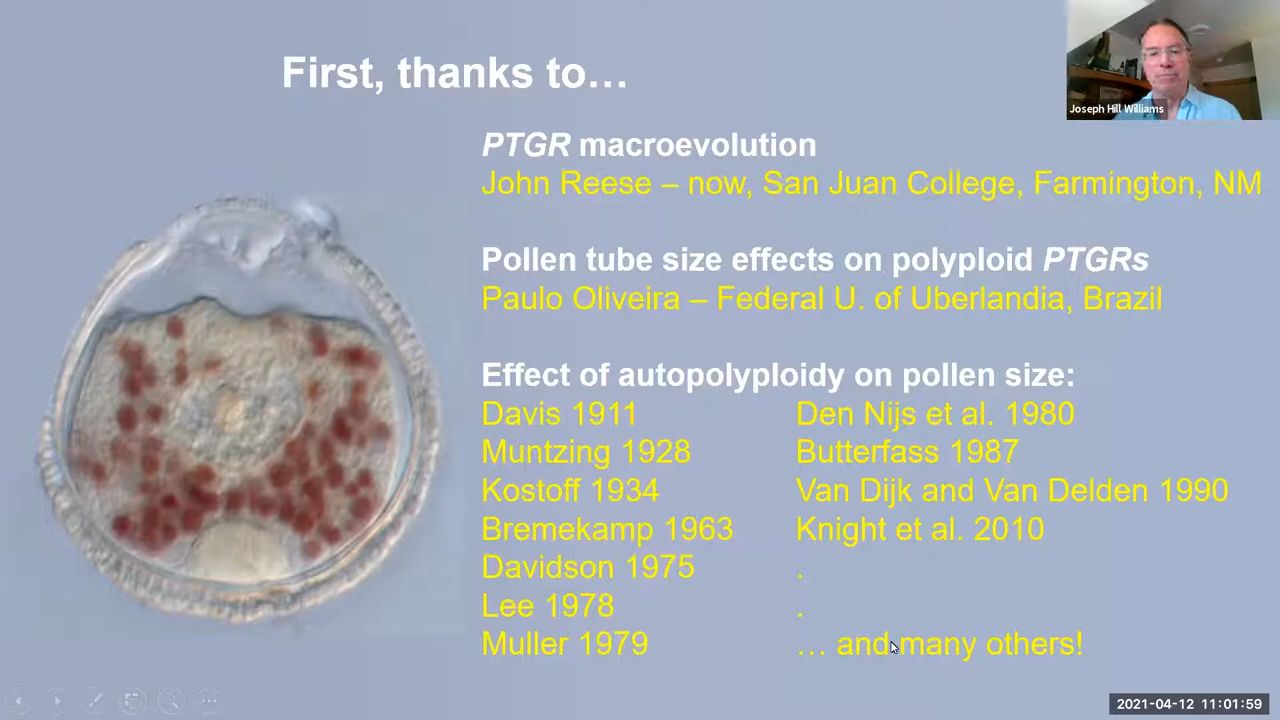 First, thanks to…
Joseph Hill Williams
PTGR macroevolution
John Reese – now, San Juan College, Farmington, NM
Pollen tube size effects on polyploid PTGRs
Paulo Oliveira – Federal U. of Uberlandia, Brazil
Effect of autopolyploidy on pollen size:
Davis 1911
Muntzing 1928
Kostoff 1934
Bremekamp 1963
Davidson 1975
Lee 1978
Muller 1979
Den Nijs et al. 1980
Butterfass 1987
Van Dijk and Van Delden 1990
Knight et al. 2010
.
.
… and many others!
2021-04-12 11:01:59